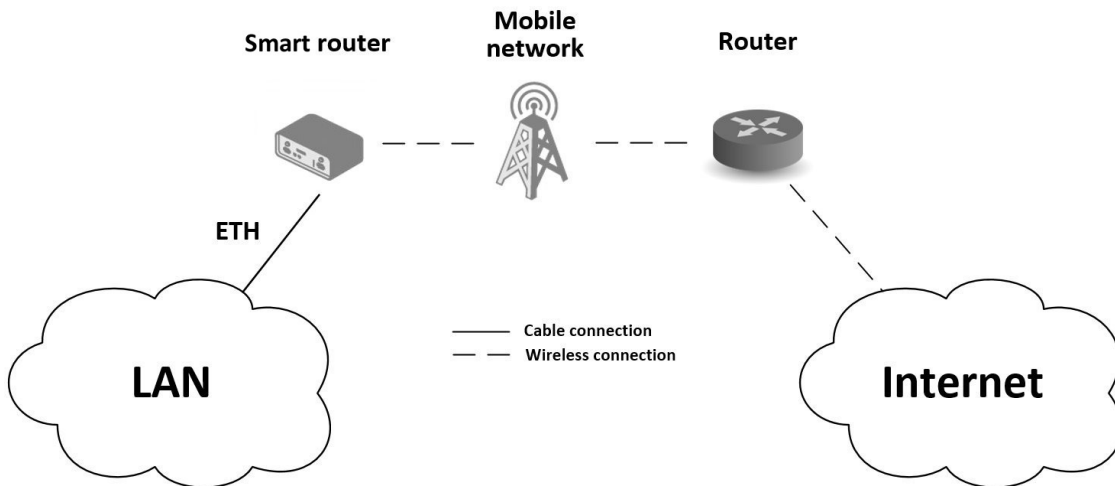 Smart router
Mobile
network
Router
ETH
LAN
Cable connection
Wireless connection
Internet